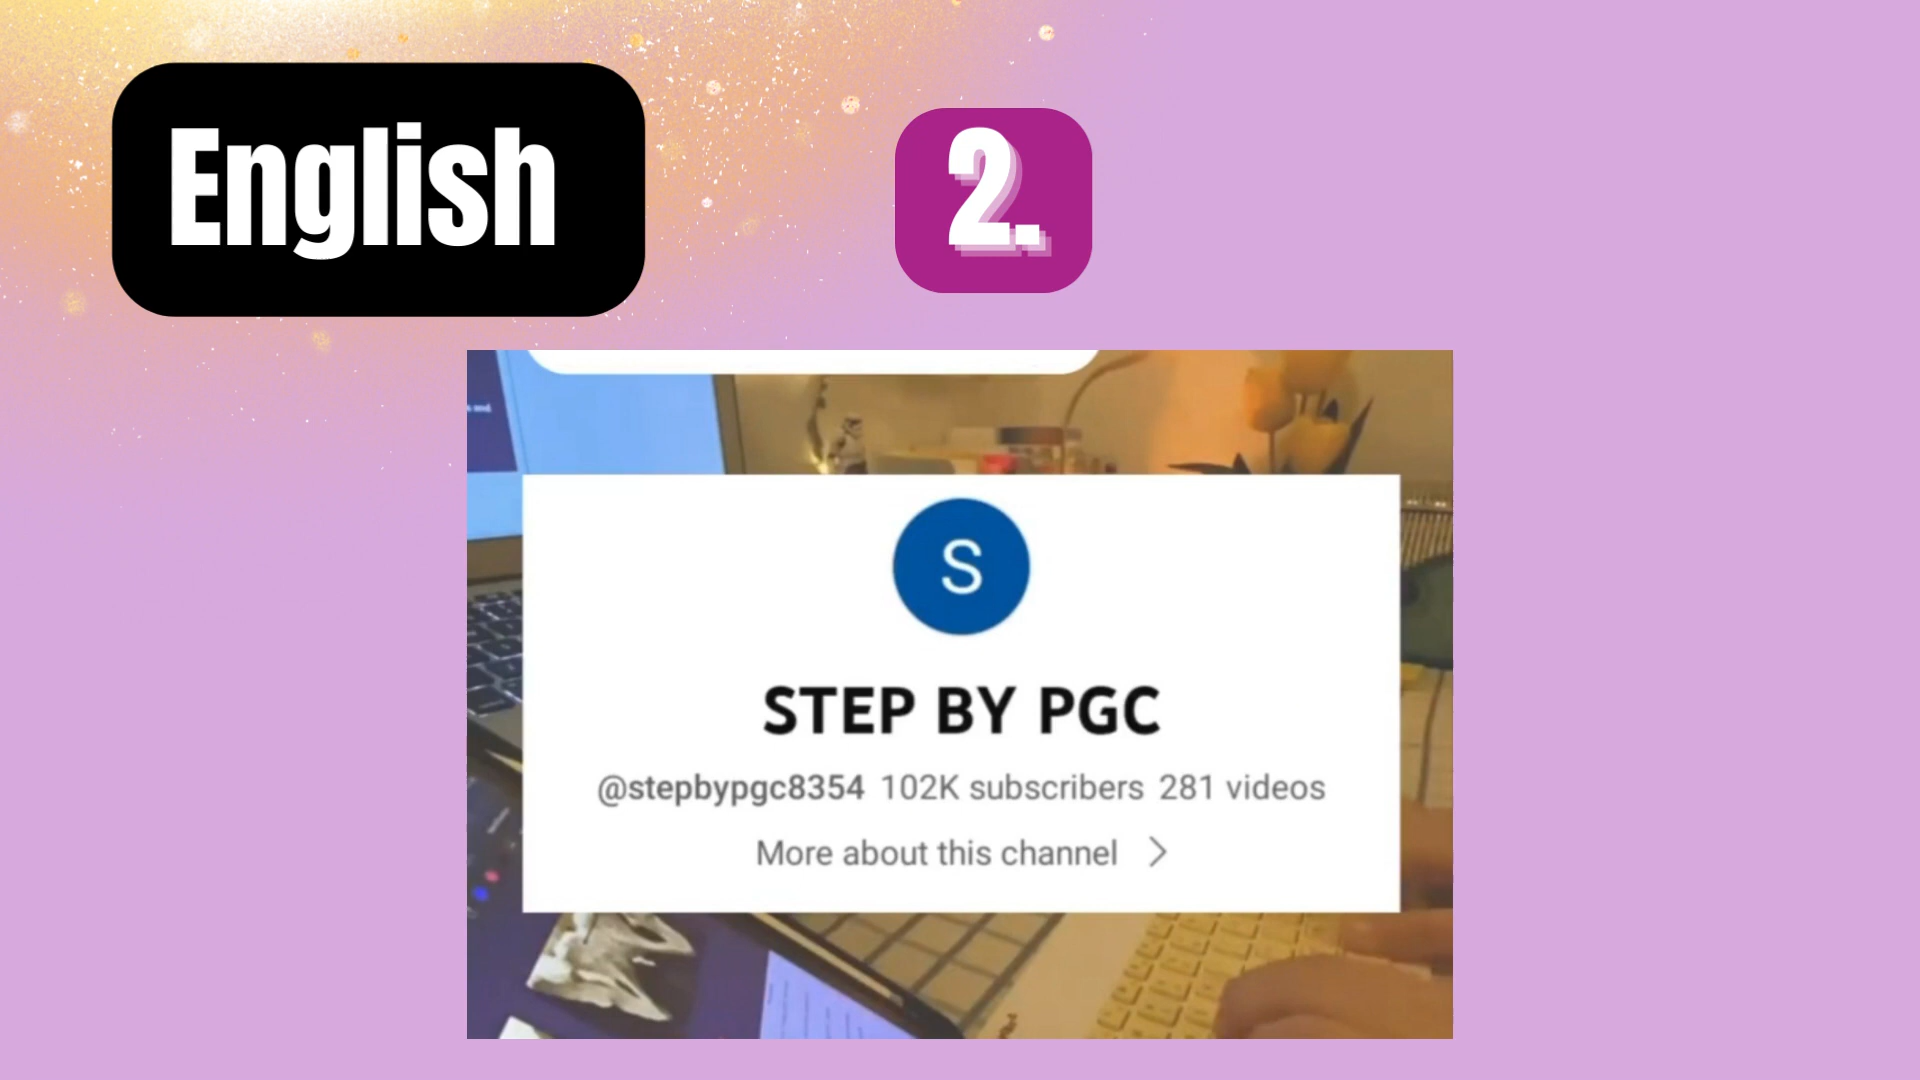 English
2.
S
STEP BY PGC
@stepbypgc8354 102K subscribers 281 videos
More about this channel >